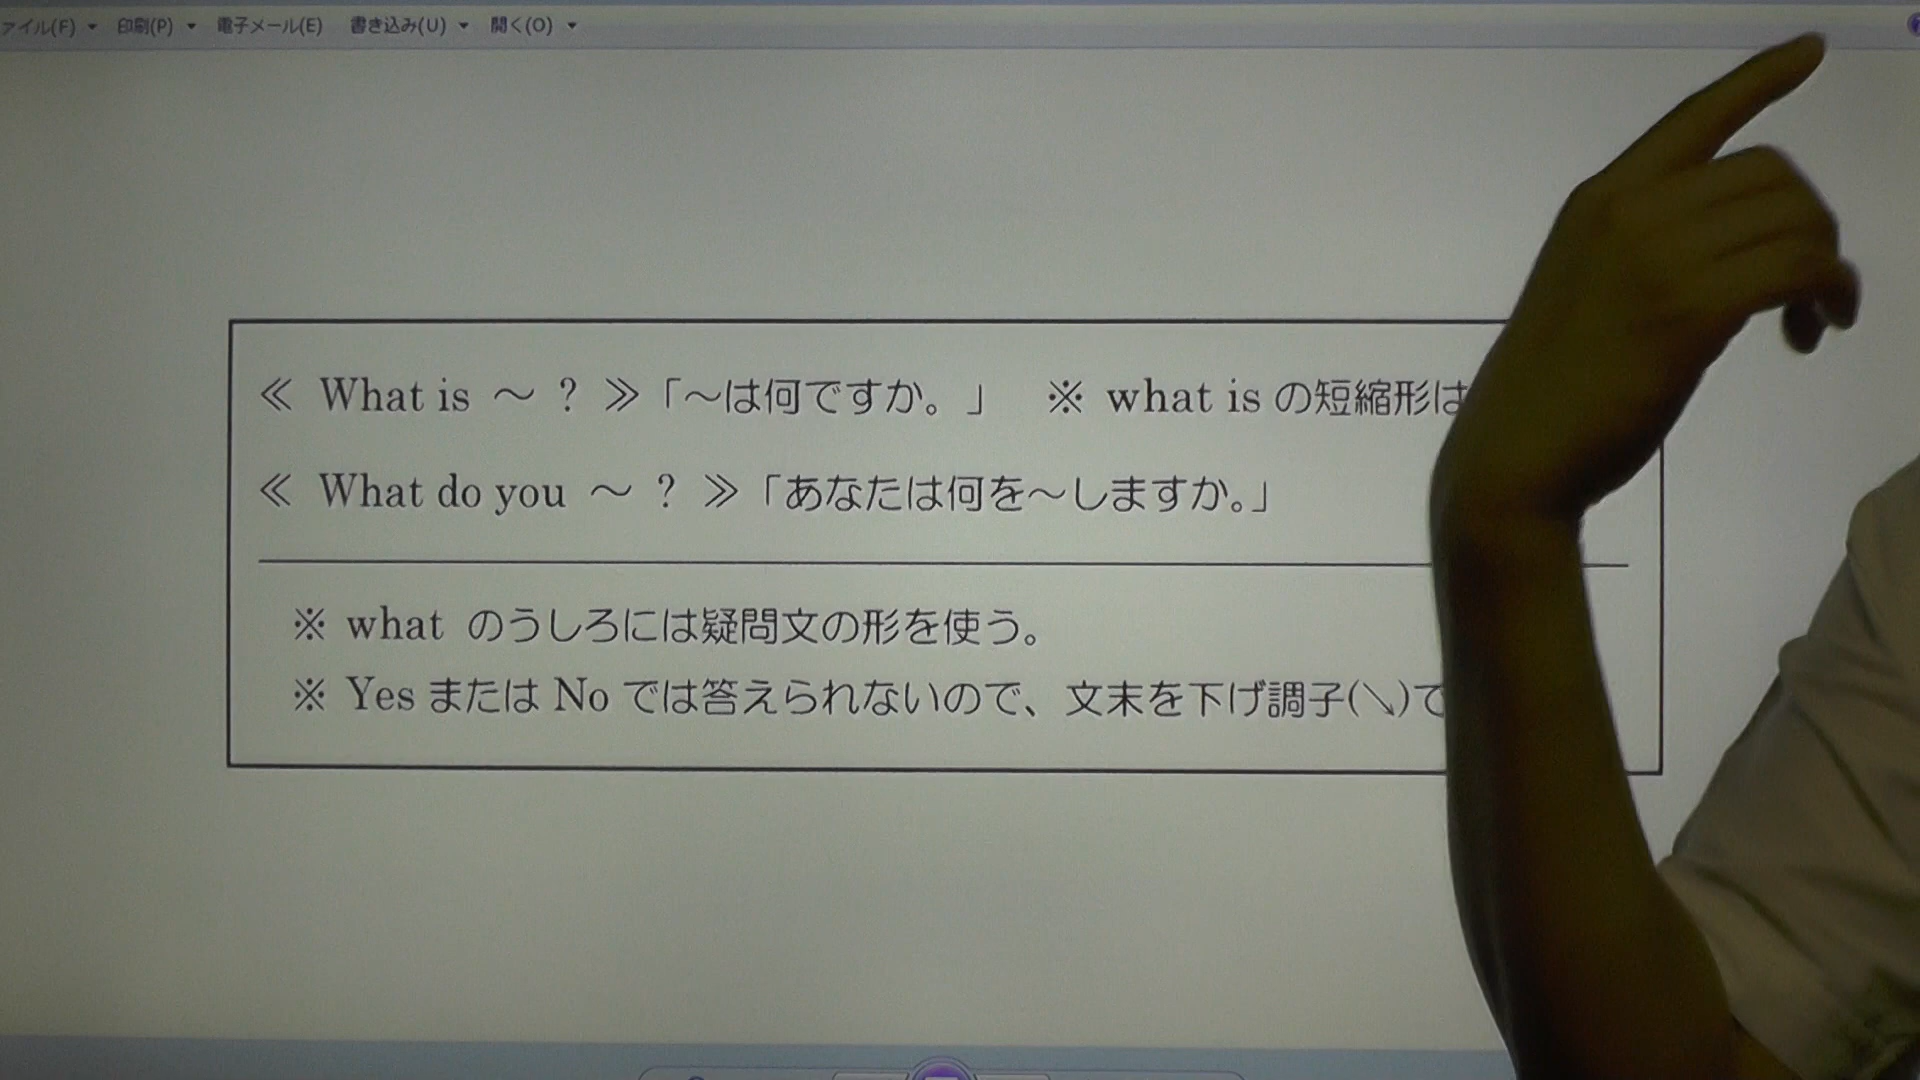 ァイル(F) 印刷(P) 電子メール(E) 書き込み(U) 開く(O)
≪ What is ～ ? ≫「～は何ですか。」 ※ what is の短縮形は
≪ What do you ～ ? ≫「あなたは何を～しますか。」
※ what のうしろには疑問文の形を使う。
※ Yes または No では答えられないので、文末を下げ調子(↘)で